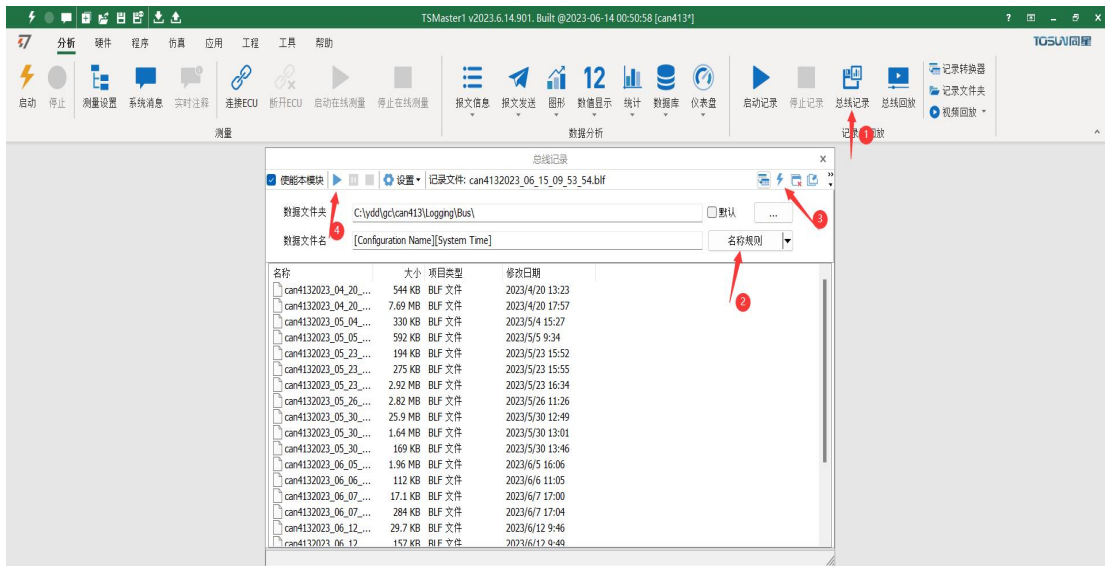 TSMaster1 v2023.6.14.901. Built @2023-06-14 00:50:58 [can413*]
分析 硬件 程序 仿真 应用 工程 工具 帮助 TOSUN同星
启动 停止 测量设置 系统消息 实时注释 连接ECU 断开ECU 启动在线测量 停止在线测量 报文信息 报文发送 图形 12 数值显示 统计 数据库 仪表盘 启动记录 停止记录 总线记录 总线回放
记录转换器
记录文件夹
视频回放
测量 数据分析
1
总线记录 x
使能本模块 设置 记录文件: can4132023_06_15_09_53_54.blf
3
数据文件夹 C:\ydd\gc\can413\Logging\Bus\ 默认 ...
4
数据文件名 [Configuration Name][System Time] 名称规则
2
名称 大小 项目类型 修改日期
can4132023_04_20_... 544 KB BLF 文件 2023/4/20 13:23
can4132023_04_20_... 7.69 MB BLF 文件 2023/4/20 17:57
can4132023_05_04_... 330 KB BLF 文件 2023/5/4 15:27
can4132023_05_05_... 592 KB BLF 文件 2023/5/5 9:34
can4132023_05_23_... 194 KB BLF 文件 2023/5/23 15:52
can4132023_05_23_... 275 KB BLF 文件 2023/5/23 15:55
can4132023_05_23_... 2.92 MB BLF 文件 2023/5/23 16:34
can4132023_05_26_... 2.82 MB BLF 文件 2023/5/26 11:26
can4132023_05_30_... 25.9 MB BLF 文件 2023/5/30 12:49
can4132023_05_30_... 1.64 MB BLF 文件 2023/5/30 13:01
can4132023_05_30_... 169 KB BLF 文件 2023/5/30 13:46
can4132023_06_05_... 1.96 MB BLF 文件 2023/6/5 16:06
can4132023_06_06_... 112 KB BLF 文件 2023/6/6 11:05
can4132023_06_07_... 17.1 KB BLF 文件 2023/6/7 17:00
can4132023_06_07_... 284 KB BLF 文件 2023/6/7 17:04
can4132023_06_12_... 29.7 KB BLF 文件 2023/6/12 9:46
can4132023_06_12_... 157 KB BLF 文件 2023/6/12 9:49